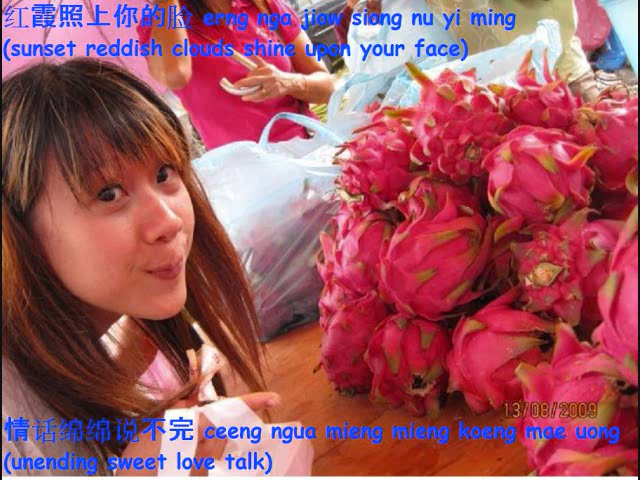 红霞照上你的脸 erng nga jiow siong nu yi ming
(sunset reddish clouds shine upon your face)
13/08/2009
情话绵绵说不完 ceeng ngua mieng mieng koeng mae uong
(unending sweet love talk)